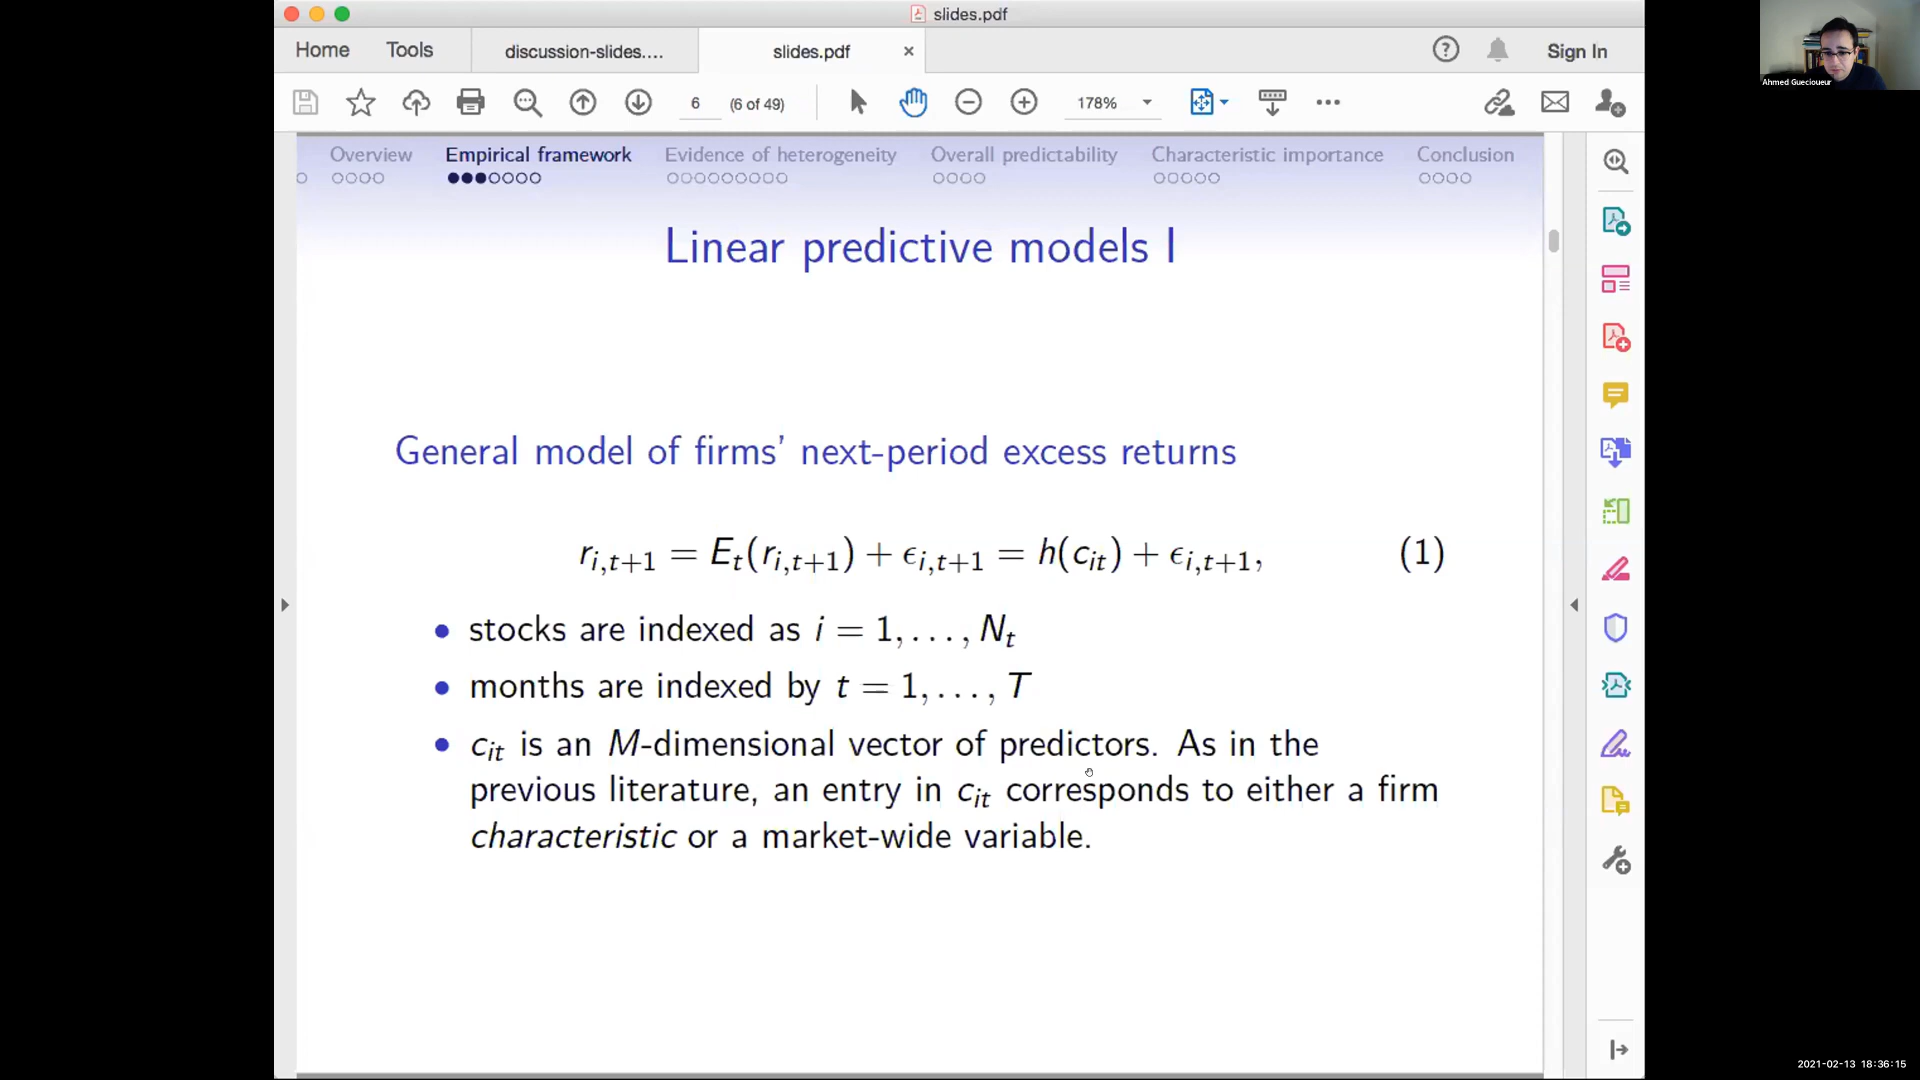 slides.pdf
Home Tools discussion-slides.... slides.pdf × Sign In
6 (6 of 49) 178%
Ahmed Guecioueur
Overview Empirical framework Evidence of heterogeneity Overall predictability Characteristic importance Conclusion
Linear predictive models I
General model of firms' next-period excess returns
r_{i,t+1} = E_t(r_{i,t+1}) + ϵ_{i,t+1} = h(c_{it}) + ϵ_{i,t+1}, (1)
• stocks are indexed as i = 1, . . . , N_t
• months are indexed by t = 1, . . . , T
• c_{it} is an M-dimensional vector of predictors. As in the
previous literature, an entry in c_{it} corresponds to either a firm
characteristic or a market-wide variable.
2021-02-13 18:36:15